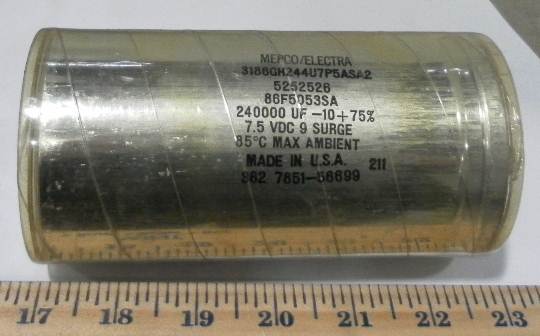 MEPCO/ELECTRA
3186GH244U7P5ASA2
5252526
86F5053SA
240000 UF -10+75%
7.5 VDC 9 SURGE
85°C MAX AMBIENT
MADE IN U.S.A. 211
862 7851-56699
17 18 19 20 21 22 23